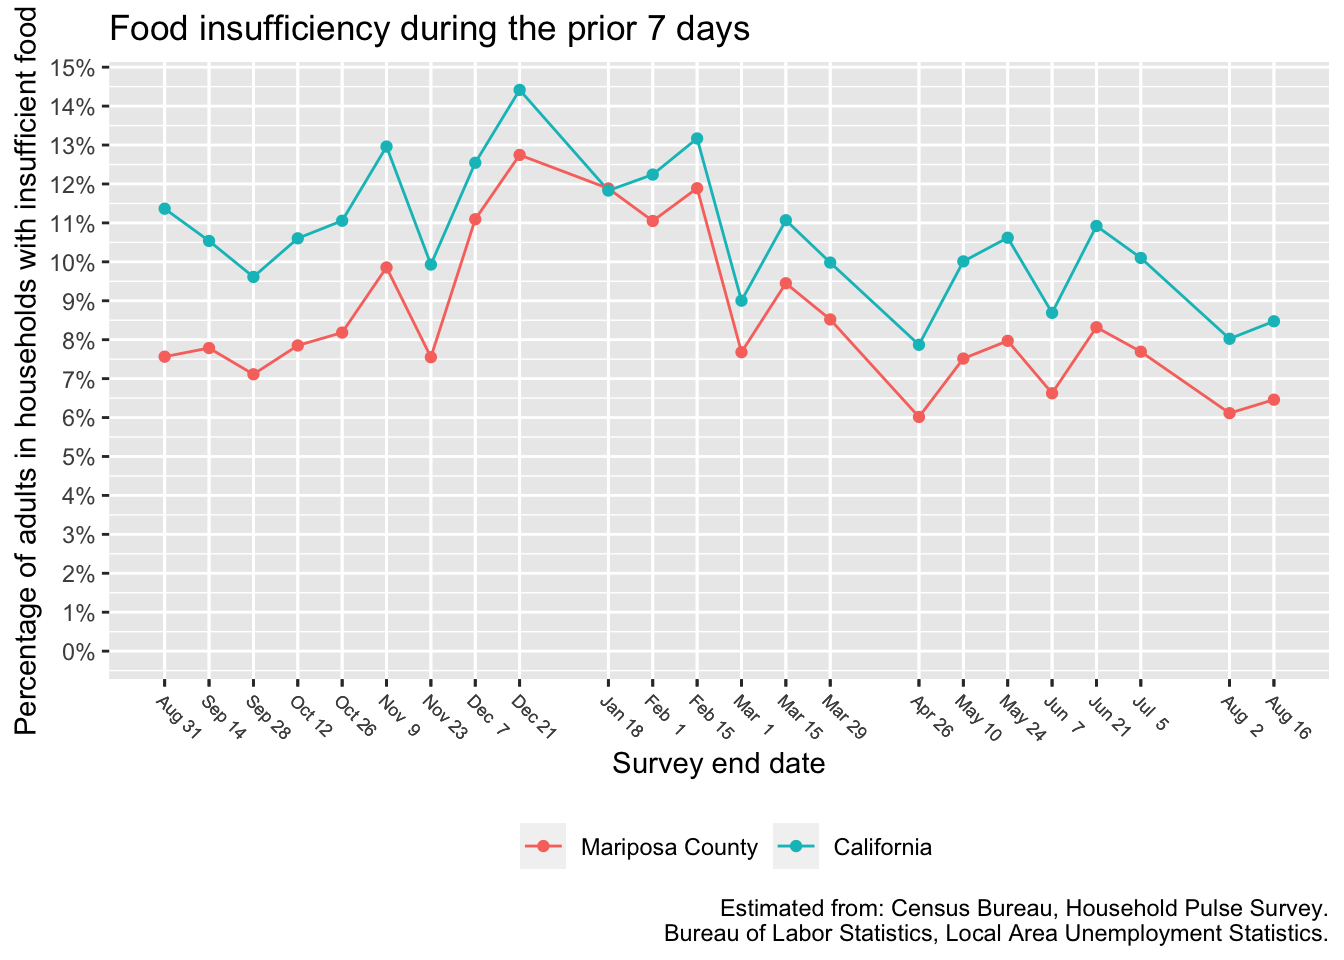 Food insufficiency during the prior 7 days
Percentage of adults in households with insufficient food
15%
14%
13%
12%
11%
10%
9%
8%
7%
6%
5%
4%
3%
2%
1%
0%
Aug 31
Sep 14
Sep 28
Oct 12
Oct 26
Nov 9
Nov 23
Dec 7
Dec 21
Jan 18
Feb 1
Feb 15
Mar 1
Mar 15
Mar 29
Apr 26
May 10
May 24
Jun 7
Jun 21
Jul 5
Aug 2
Aug 16
Survey end date
Mariposa County
California
Estimated from: Census Bureau, Household Pulse Survey.
Bureau of Labor Statistics, Local Area Unemployment Statistics.